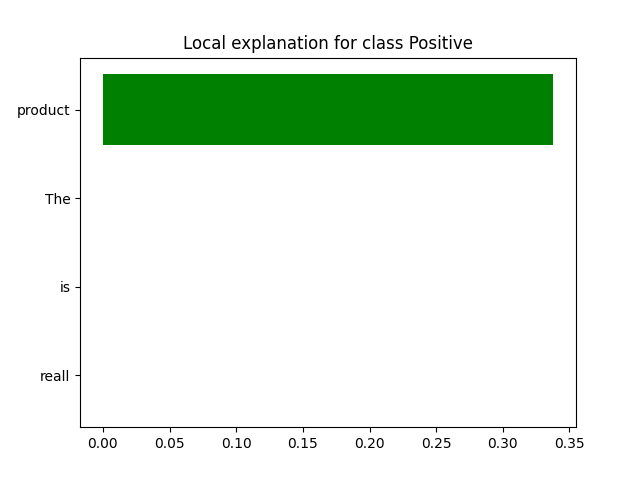 Local explanation for class Positive
product
The
is
reall
0.00 0.05 0.10 0.15 0.20 0.25 0.30 0.35